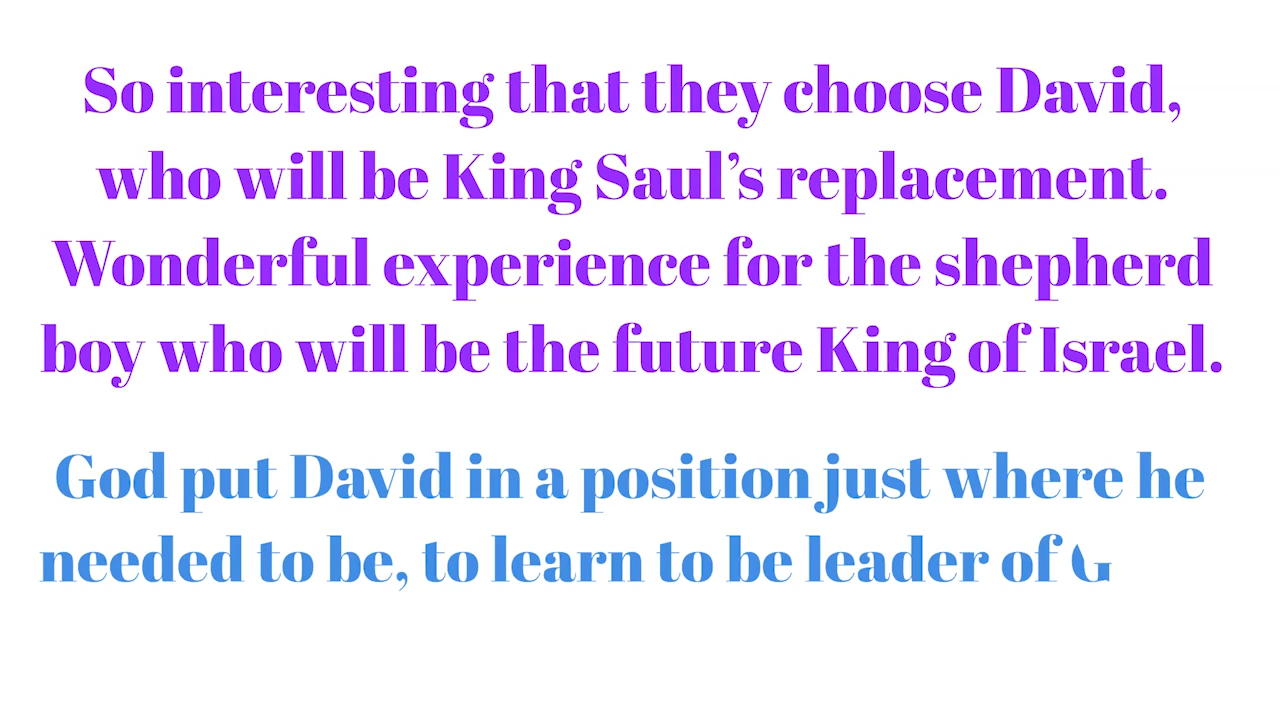 So interesting that they choose David,
who will be King Saul’s replacement.
Wonderful experience for the shepherd
boy who will be the future King of Israel.
God put David in a position just where he
needed to be, to learn to be leader of